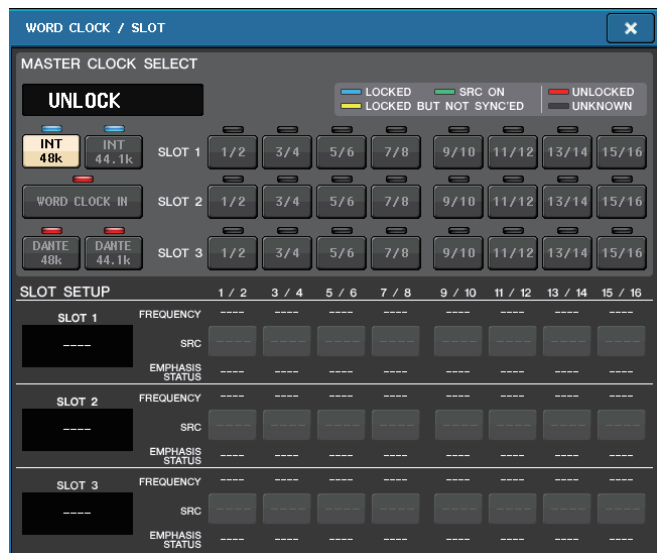 WORD CLOCK / SLOT
×
MASTER CLOCK SELECT
UNLOCK
LOCKED SRC ON UNLOCKED
LOCKED BUT NOT SYNC'ED UNKNOWN
INT 48k
INT 44.1k
SLOT 1 1/2 3/4 5/6 7/8 9/10 11/12 13/14 15/16
WORD CLOCK IN
SLOT 2 1/2 3/4 5/6 7/8 9/10 11/12 13/14 15/16
DANTE 48k
DANTE 44.1k
SLOT 3 1/2 3/4 5/6 7/8 9/10 11/12 13/14 15/16
SLOT SETUP 1 / 2 3 / 4 5 / 6 7 / 8 9 / 10 11 / 12 13 / 14 15 / 16
SLOT 1
----
FREQUENCY ---- ---- ---- ---- ---- ---- ---- ----
SRC ---- ---- ---- ---- ---- ---- ---- ----
EMPHASIS STATUS ---- ---- ---- ---- ---- ---- ---- ----
SLOT 2
----
FREQUENCY ---- ---- ---- ---- ---- ---- ---- ----
SRC ---- ---- ---- ---- ---- ---- ---- ----
EMPHASIS STATUS ---- ---- ---- ---- ---- ---- ---- ----
SLOT 3
----
FREQUENCY ---- ---- ---- ---- ---- ---- ---- ----
SRC ---- ---- ---- ---- ---- ---- ---- ----
EMPHASIS STATUS ---- ---- ---- ---- ---- ---- ---- ----